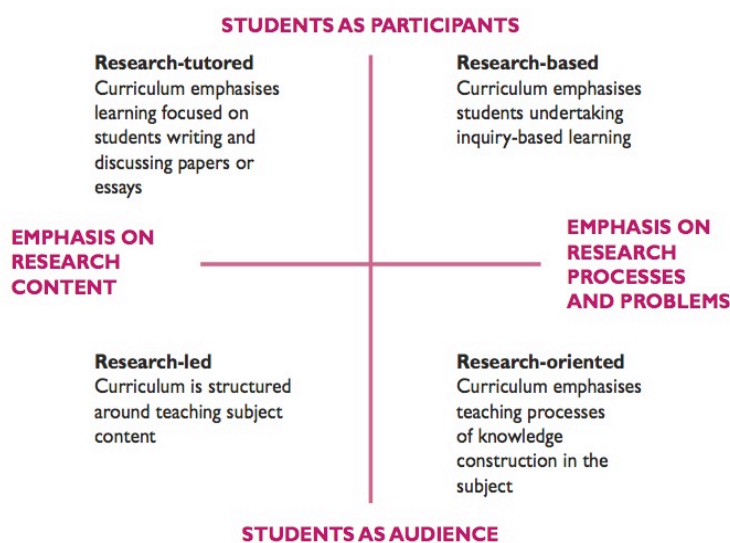 STUDENTS AS PARTICIPANTS
Research-tutored
Curriculum emphasises
learning focused on
students writing and
discussing papers or
essays
Research-based
Curriculum emphasises
students undertaking
inquiry-based learning
EMPHASIS ON
RESEARCH
CONTENT
EMPHASIS ON
RESEARCH
PROCESSES
AND PROBLEMS
Research-led
Curriculum is structured
around teaching subject
content
Research-oriented
Curriculum emphasises
teaching processes
of knowledge
construction in the
subject
STUDENTS AS AUDIENCE